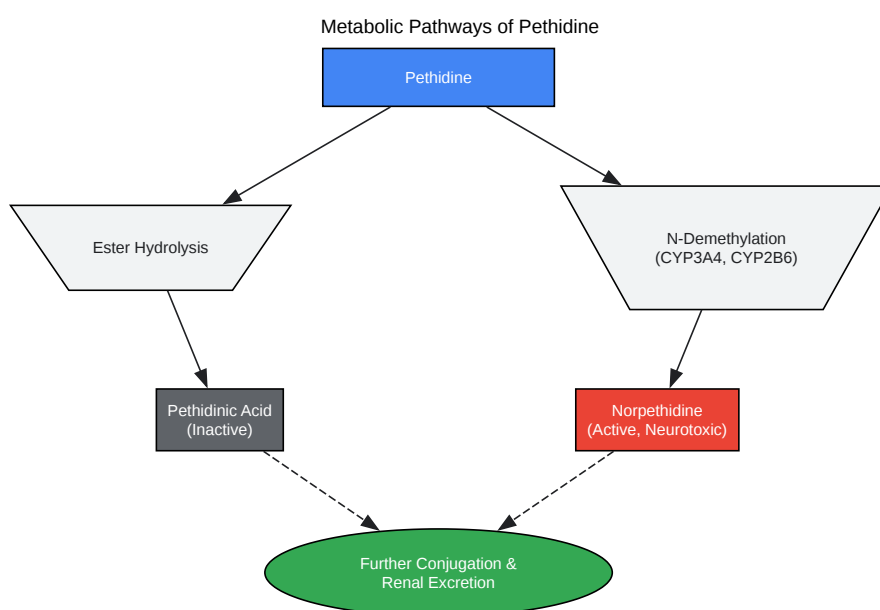 Metabolic Pathways of Pethidine
Pethidine
Ester Hydrolysis
N-Demethylation
(CYP3A4, CYP2B6)
Pethidinic Acid
(Inactive)
Norpethidine
(Active, Neurotoxic)
Further Conjugation &
Renal Excretion